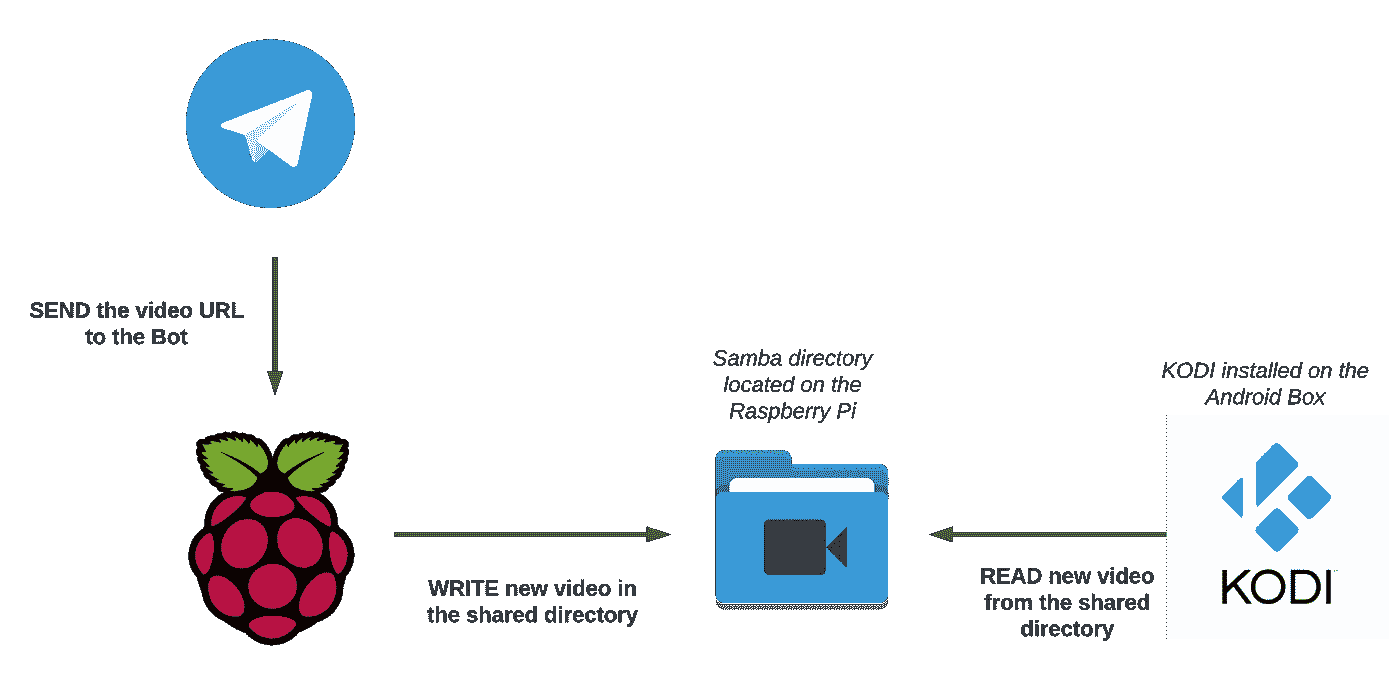 SEND the video URL
to the Bot
Samba directory
located on the
Raspberry Pi
KODI installed on the
Android Box
WRITE new video in
the shared directory
READ new video
from the shared
directory
KODI